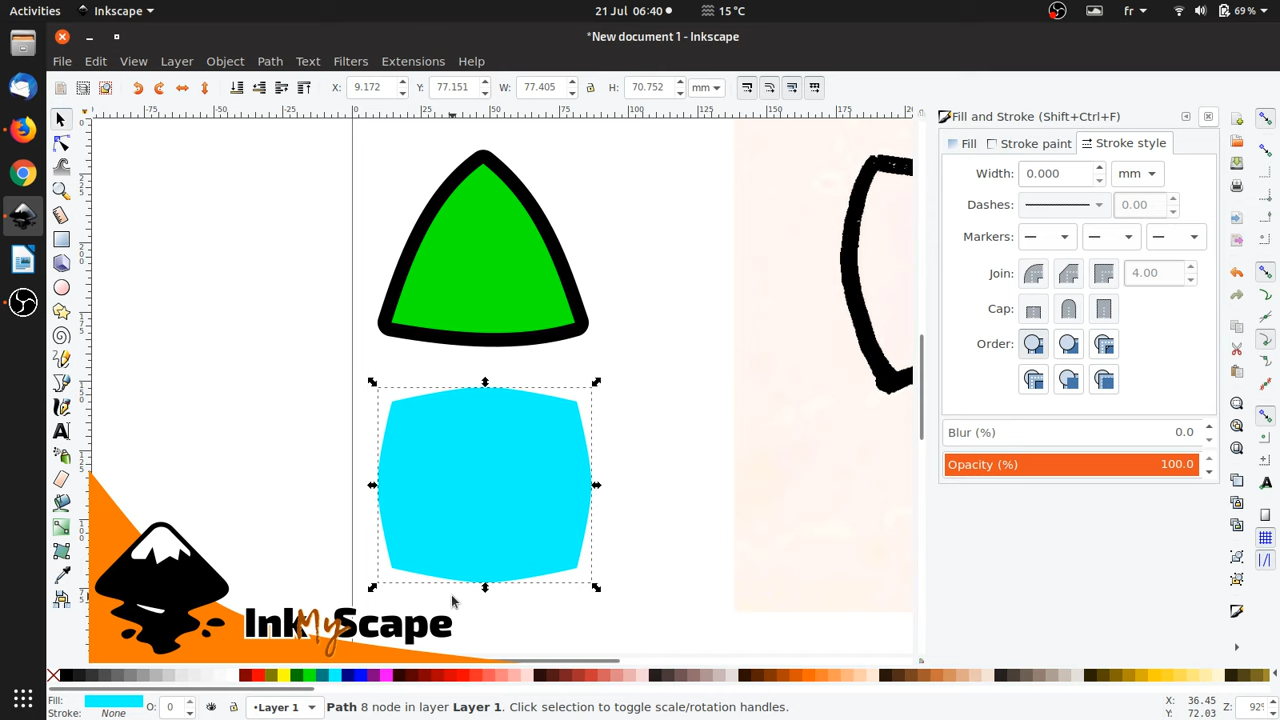 Activities Inkscape 21 Jul 06:40 15 °C fr 69 %
*New document 1 - Inkscape
File Edit View Layer Object Path Filters Extensions Help
X: 9.172 Y: 77.151 W: 77.405 H: 70.752 mm
Fill and Stroke (Shift+Ctrl+F)
Fill Stroke paint Stroke style
Width: 0.000 mm
Dashes: 0.00
Markers:
Join: 4.00
Cap:
Order:
Blur (%) 0.0
Opacity (%) 100.0
InkMyScape
Fill: O: 0 •Layer 1 Path 8 node in layer Layer 1. Click selection to toggle scale/rotation handles. X: 36.45 Z: 92%
Stroke: None Y: 72.03